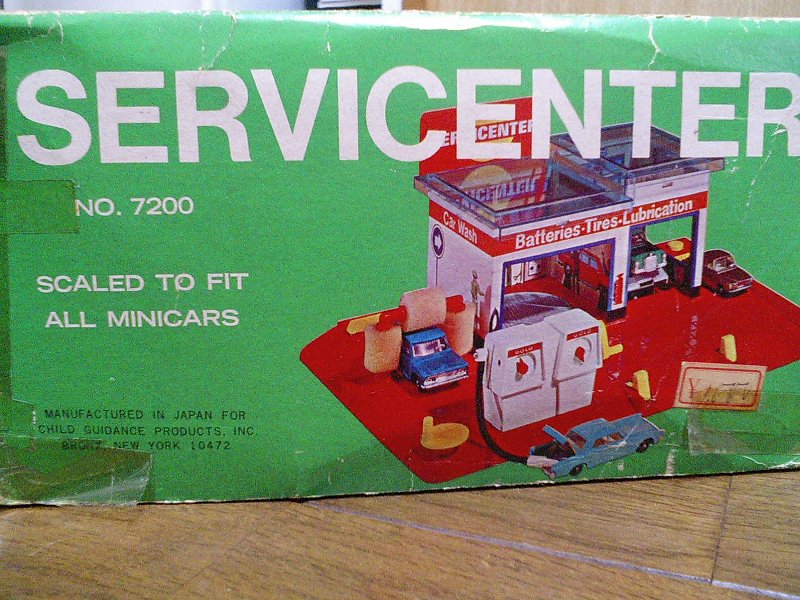 SERVICENTER
NO. 7200
SCALED TO FIT
ALL MINICARS
MANUFACTURED IN JAPAN FOR
CHILD GUIDANCE PRODUCTS, INC
BRONX, NEW YORK 10472
SERVICENTER
Car Wash
Batteries·Tires·Lubrication